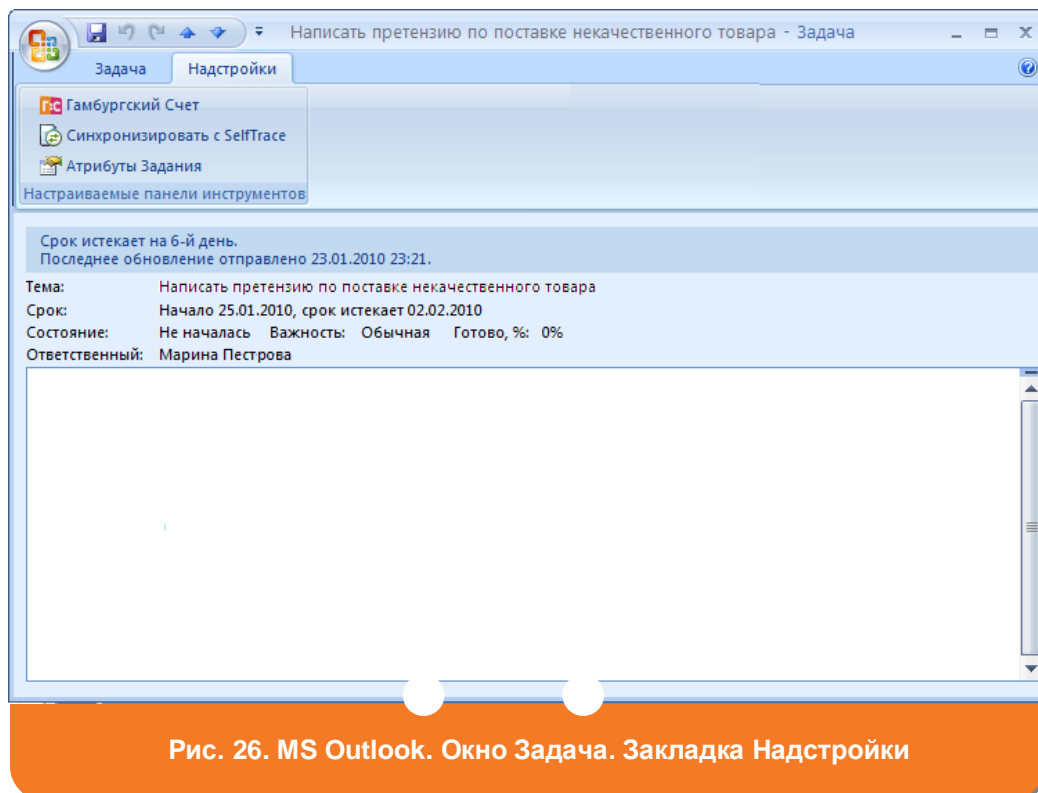 Написать претензию по поставке некачественного товара - Задача
Задача Надстройки
Гамбургский Счет
Синхронизировать с SelfTrace
Атрибуты Задания
Настраиваемые панели инструментов
Срок истекает на 6-й день.
Последнее обновление отправлено 23.01.2010 23:21.
Тема: Написать претензию по поставке некачественного товара
Срок: Начало 25.01.2010, срок истекает 02.02.2010
Состояние: Не началась Важность: Обычная Готово, %: 0%
Ответственный: Марина Пестрова
Рис. 26. MS Outlook. Окно Задача. Закладка Надстройки